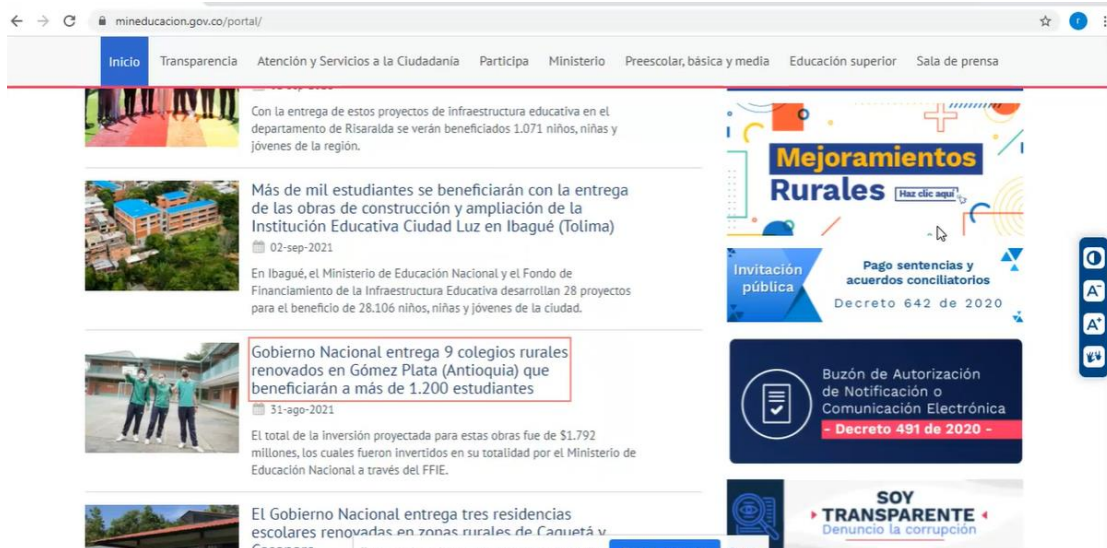 mineducacion.gov.co/portal/
Inicio Transparencia Atención y Servicios a la Ciudadanía Participa Ministerio Preescolar, básica y media Educación superior Sala de prensa
Con la entrega de estos proyectos de infraestructura educativa en el
departamento de Risaralda se verán beneficiados 1.071 niños, niñas y
jóvenes de la región.
Más de mil estudiantes se beneficiarán con la entrega
de las obras de construcción y ampliación de la
Institución Educativa Ciudad Luz en Ibagué (Tolima)
02-sep-2021
En Ibagué, el Ministerio de Educación Nacional y el Fondo de
Financiamiento de la Infraestructura Educativa desarrollan 28 proyectos
para el beneficio de 28.106 niños, niñas y jóvenes de la ciudad.
Gobierno Nacional entrega 9 colegios rurales
renovados en Gómez Plata (Antioquia) que
beneficiarán a más de 1.200 estudiantes
31-ago-2021
El total de la inversión proyectada para estas obras fue de $1.792
millones, los cuales fueron invertidos en su totalidad por el Ministerio de
Educación Nacional a través del FFIE.
El Gobierno Nacional entrega tres residencias
escolares renovadas en zonas rurales de Caquetá y
Mejoramientos
Rurales Haz clic aquí
Invitación
pública
Pago sentencias y
acuerdos conciliatorios
Decreto 642 de 2020
Buzón de Autorización
de Notificación o
Comunicación Electrónica
- Decreto 491 de 2020 -
SOY
TRANSPARENTE
Denuncio la corrupción
r
A-
A+